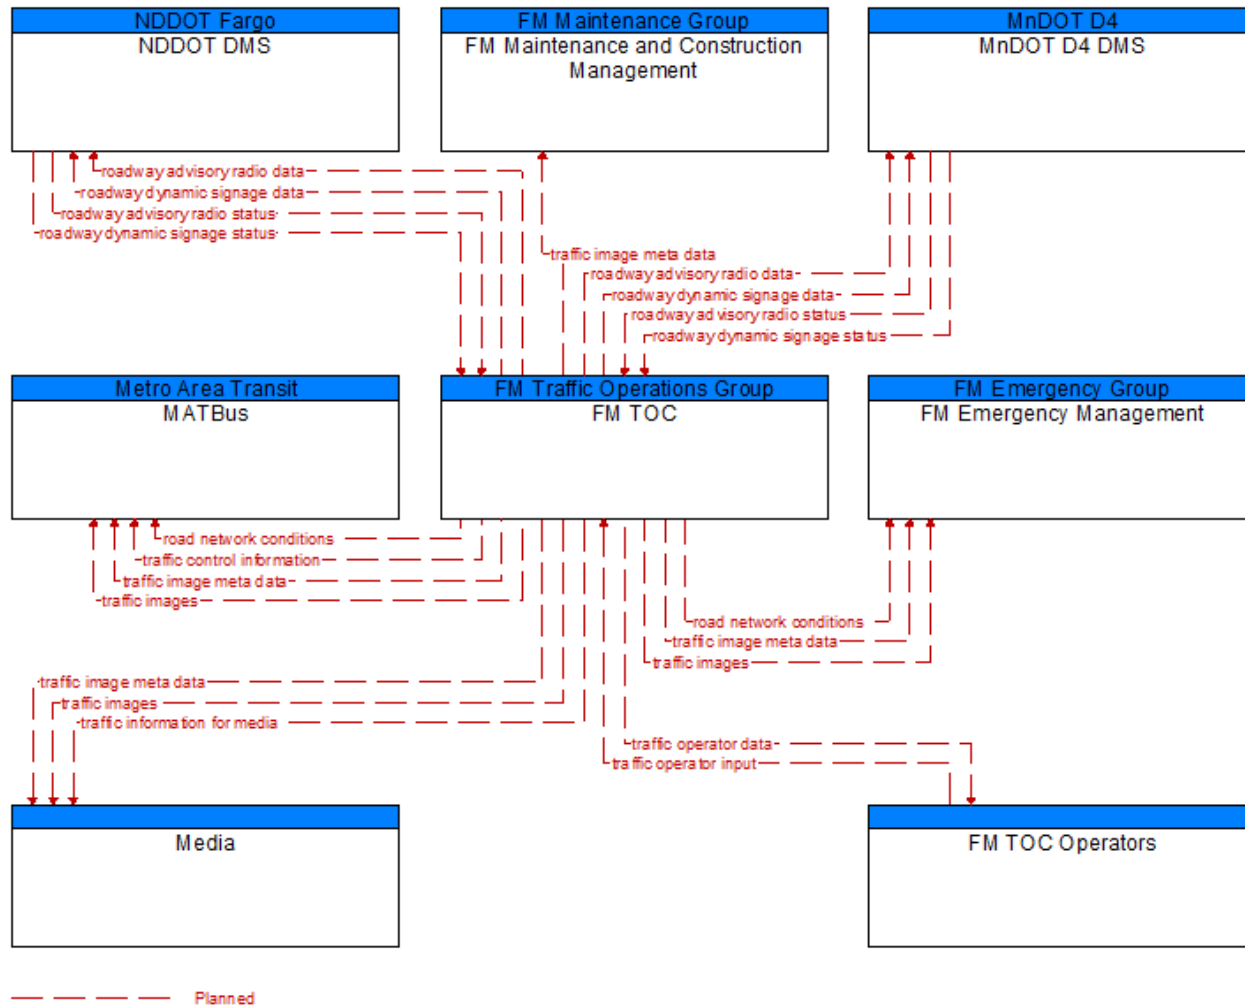 NDDOT Fargo
NDDOT DMS
FM Maintenance Group
FM Maintenance and Construction
Management
MnDOT D4
MnDOT D4 DMS
roadway advisory radio data
roadway dynamic signage data
roadway advisory radio status
roadway dynamic signage status
traffic image meta data
roadway advisory radio data
roadway dynamic signage data
roadway advisory radio status
roadway dynamic signage status
Metro Area Transit
MATBus
FM Traffic Operations Group
FM TOC
FM Emergency Group
FM Emergency Management
road network conditions
traffic control information
traffic image meta data
traffic images
road network conditions
traffic image meta data
traffic images
traffic image meta data
traffic images
traffic information for media
traffic operator data
traffic operator input
Media
FM TOC Operators
Planned